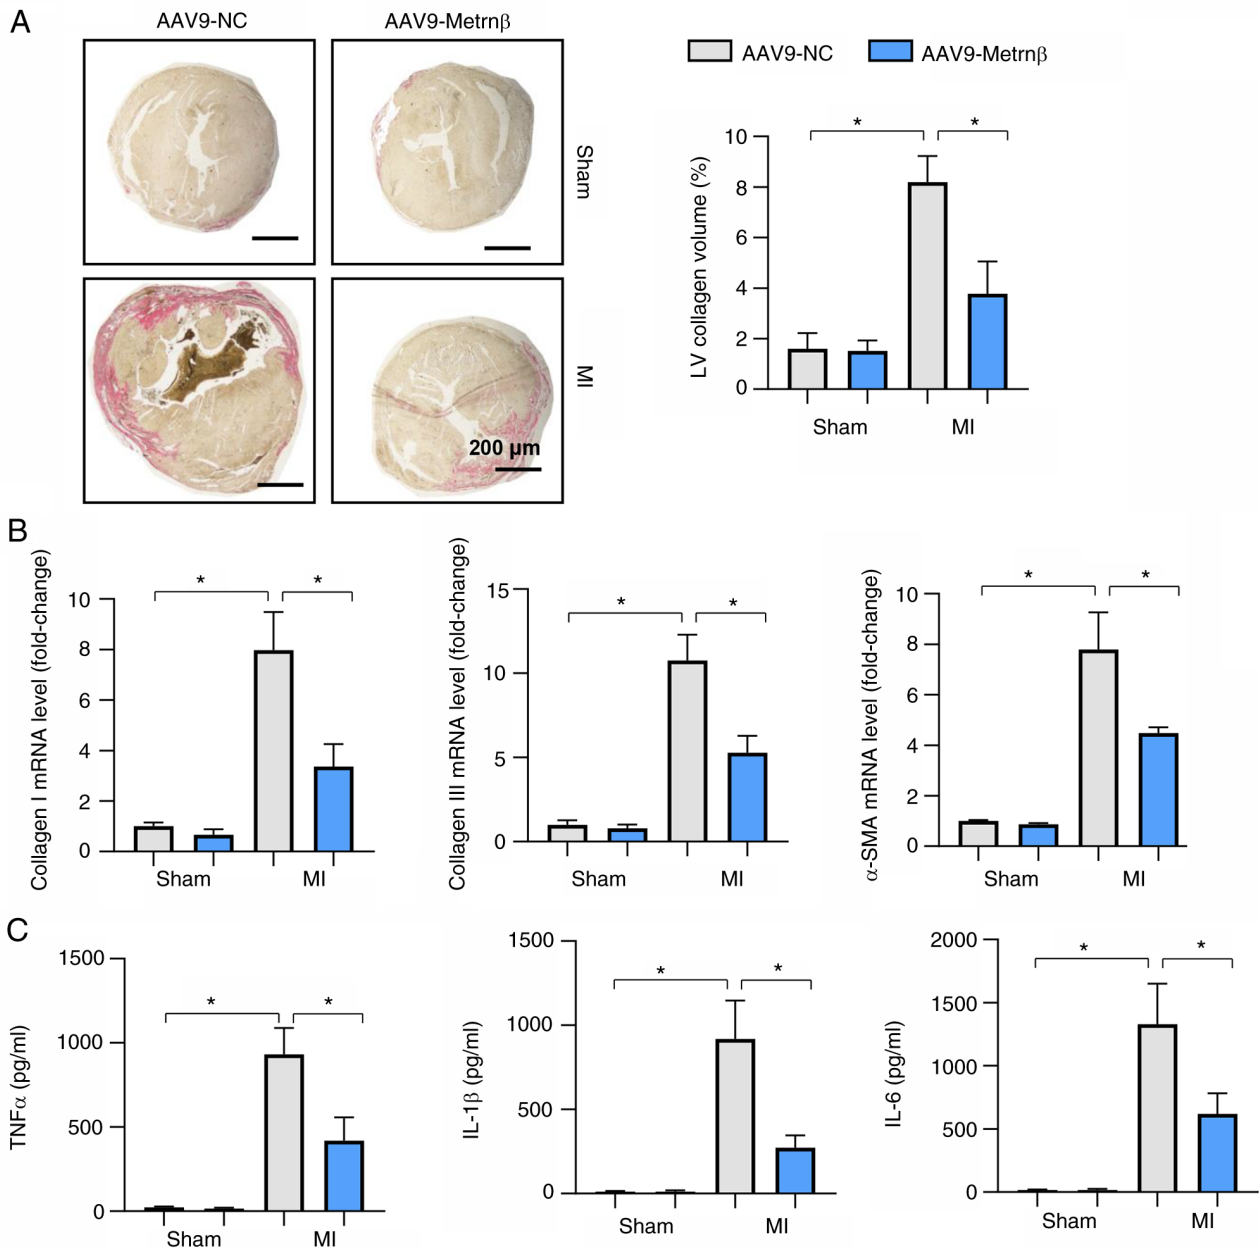 A
AAV9-NC
AAV9-Metrnβ
Sham
MI
200 µm
AAV9-NC
AAV9-Metrnβ
LV collagen volume (%)
10
8
6
4
2
0
*
*
Sham
MI
B
Collagen I mRNA level (fold-change)
10
8
6
4
2
0
*
*
Sham
MI
Collagen III mRNA level (fold-change)
15
10
5
0
*
*
Sham
MI
α-SMA mRNA level (fold-change)
10
8
6
4
2
0
*
*
Sham
MI
C
TNFα (pg/ml)
1500
1000
500
0
*
*
Sham
MI
IL-1β (pg/ml)
1500
1000
500
0
*
*
Sham
MI
IL-6 (pg/ml)
2000
1500
1000
500
0
*
*
Sham
MI